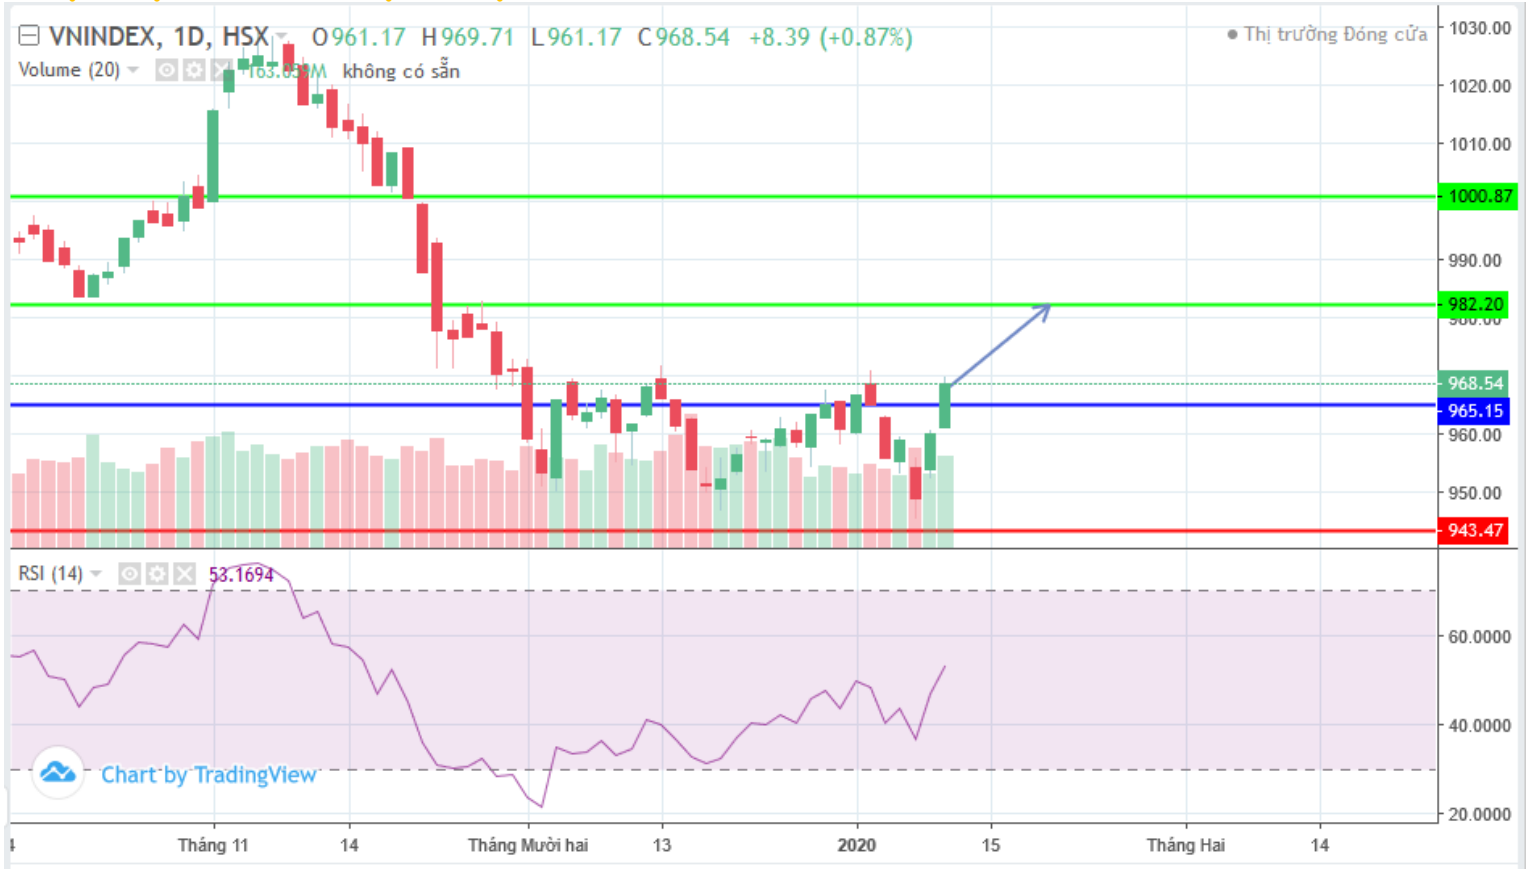 VNINDEX, 1D, HSX O961.17 H969.71 L961.17 C968.54 +8.39 (+0.87%)
Thị trường Đóng cửa
Volume (20) không có sẵn
1030.00
1020.00
1010.00
1000.87
990.00
982.20
980.00
968.54
965.15
960.00
950.00
943.47
RSI (14) 53.1694
60.0000
40.0000
20.0000
Chart by TradingView
4 Tháng 11 14 Tháng Mười hai 13 2020 15 Tháng Hai 14